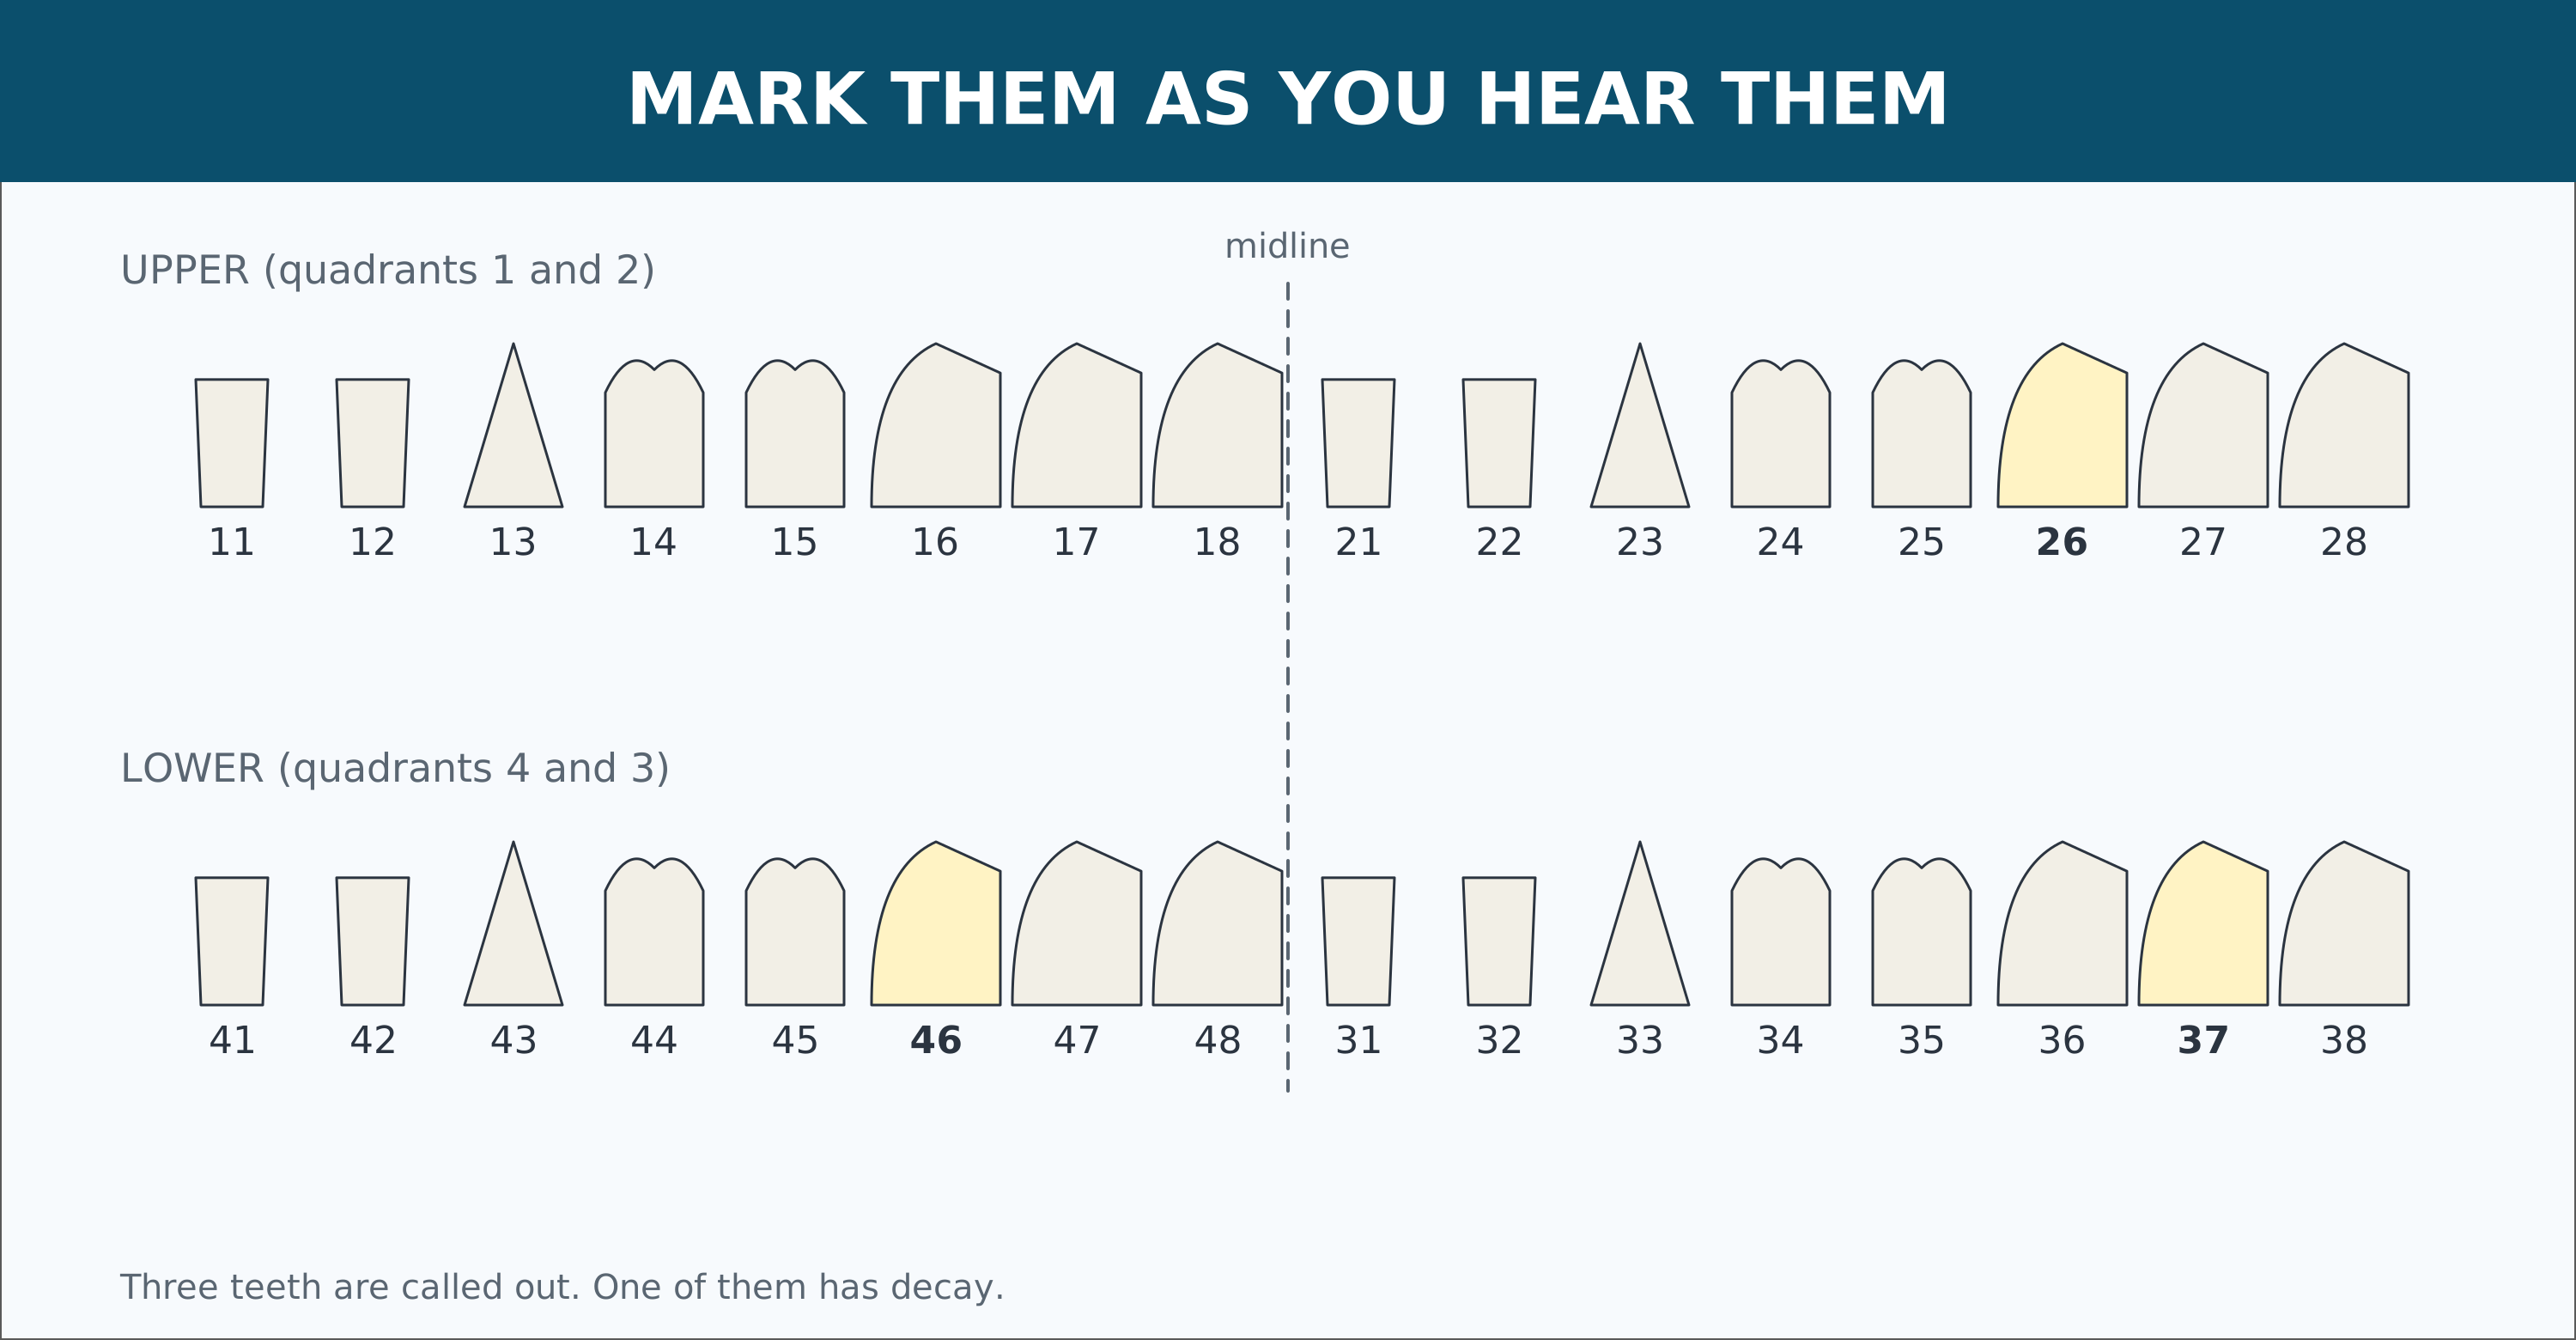 MARK THEM AS YOU HEAR THEM
midline
UPPER (quadrants 1 and 2)
11 12 13 14 15 16 17 18 21 22 23 24 25 26 27 28
LOWER (quadrants 4 and 3)
41 42 43 44 45 46 47 48 31 32 33 34 35 36 37 38
Three teeth are called out. One of them has decay.